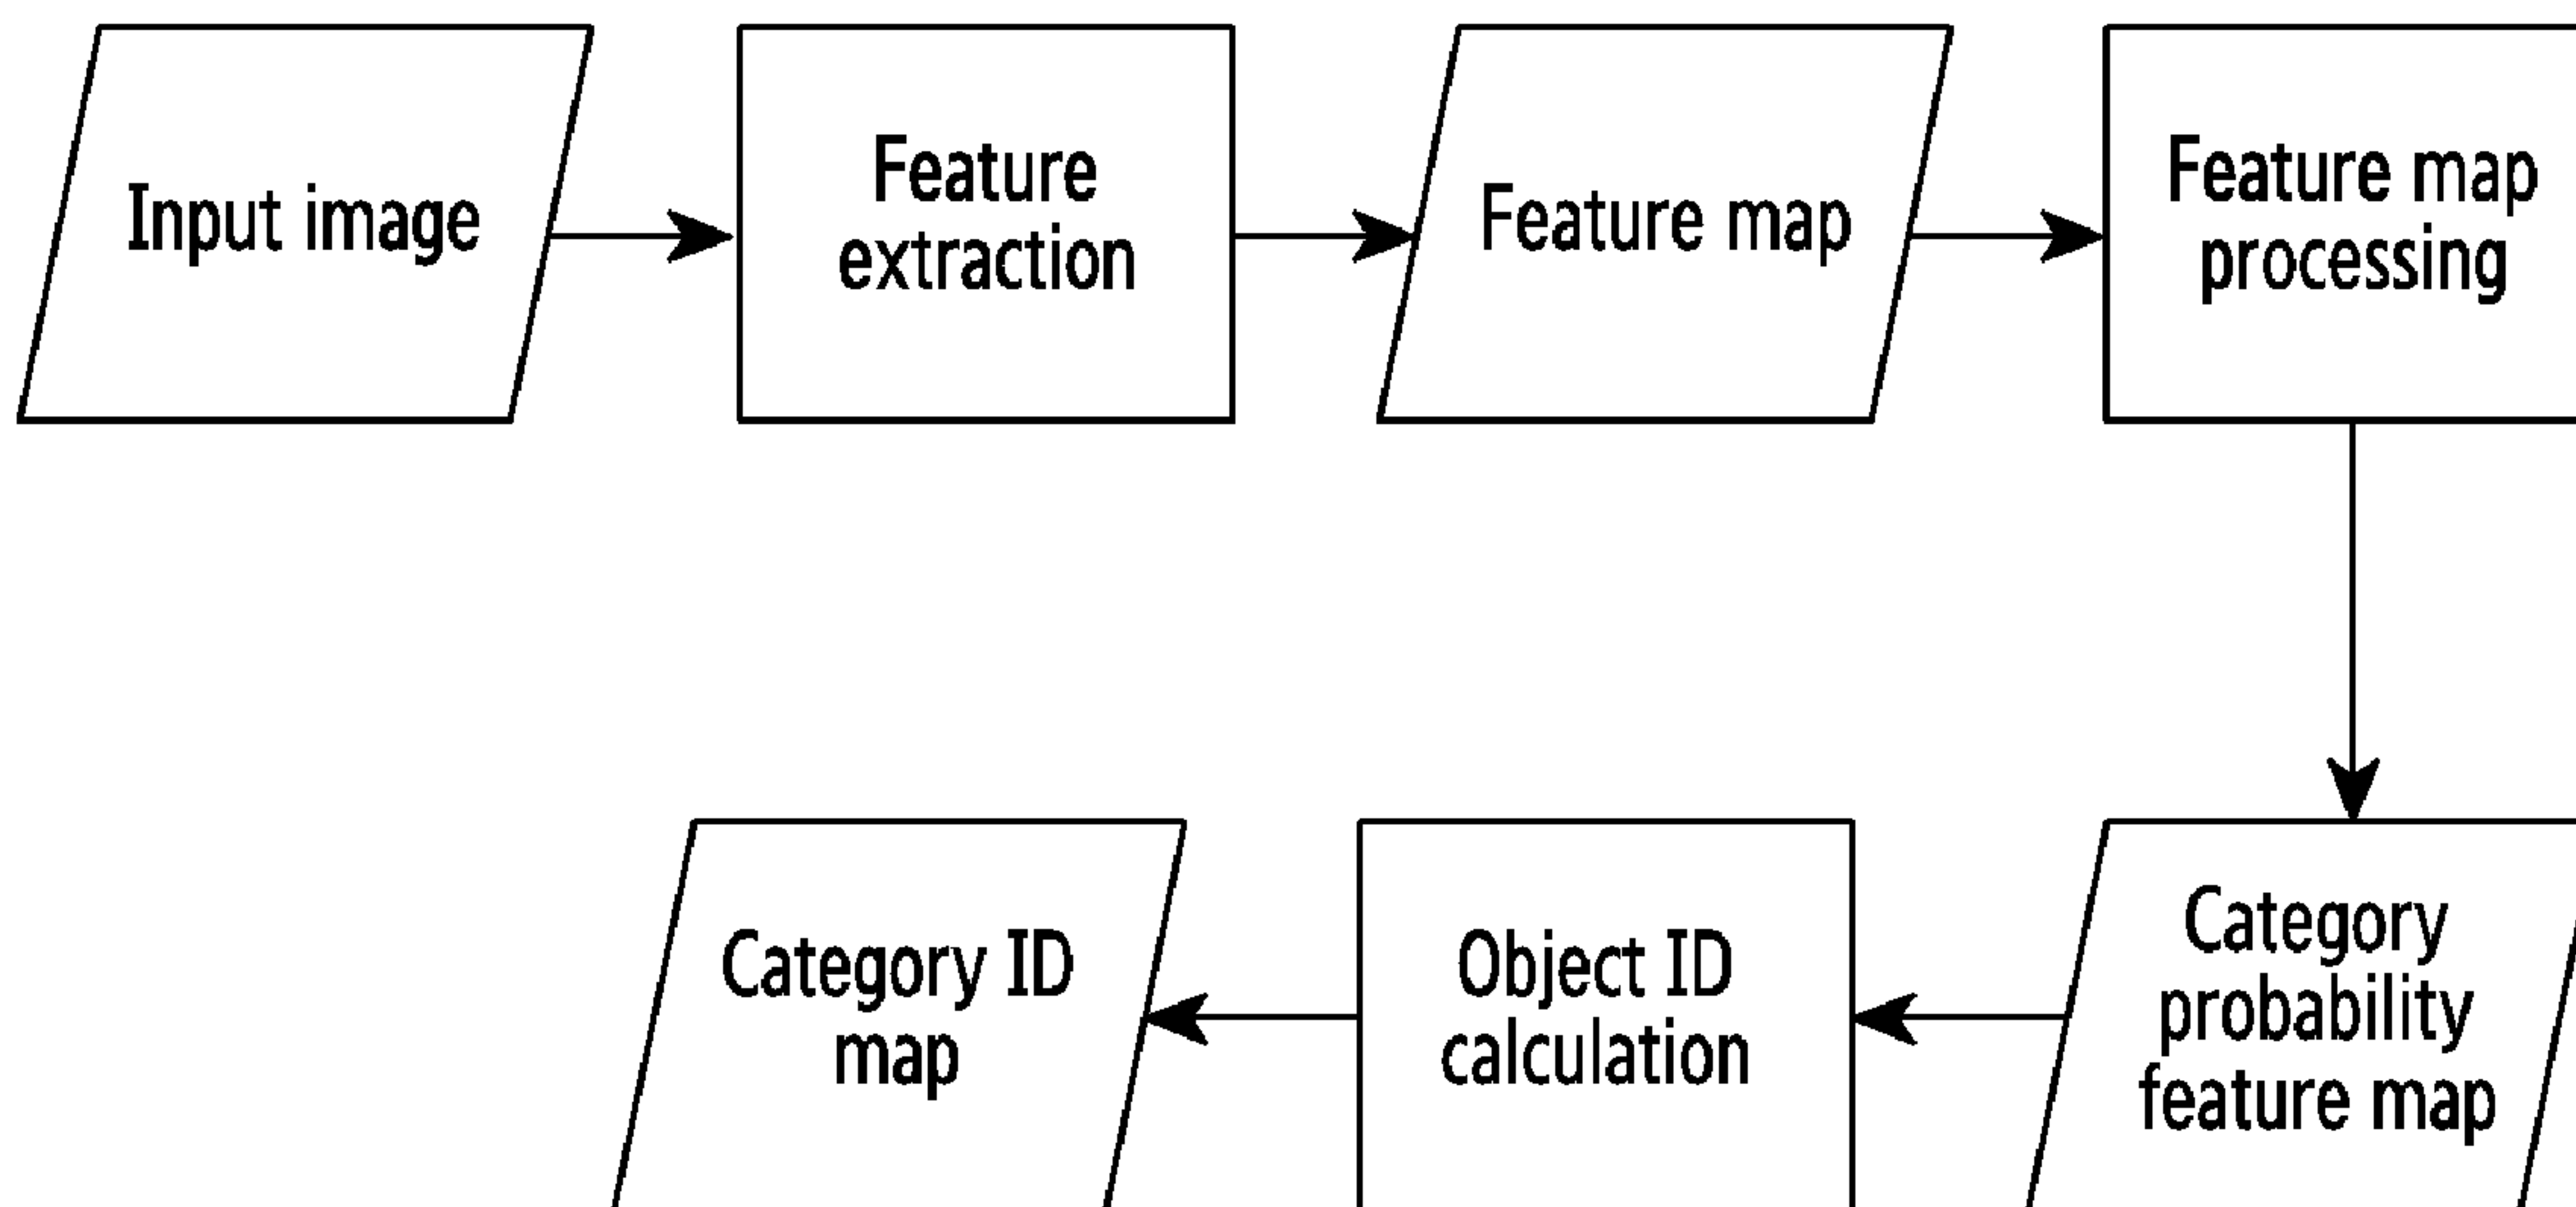 Input image
Feature
extraction
Feature map
Feature map
processing
Category
probability
feature map
Object ID
calculation
Category ID
map